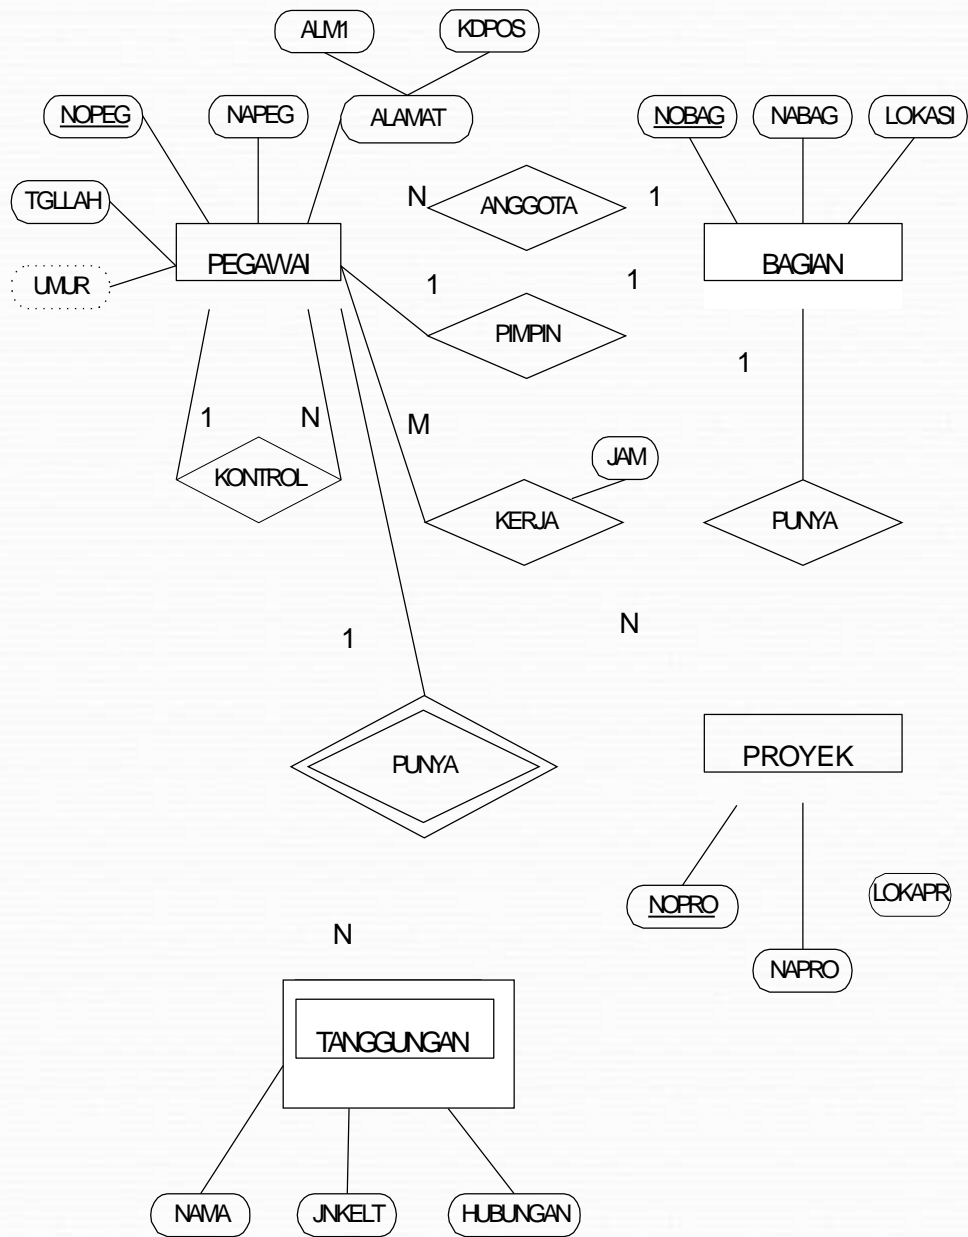 ALM1
KDPOS
NOPEG
NAPEG
ALAMAT
NOBAG
NABAG
LOKASI
TGLLAH
N
ANGGOTA
1
PEGAWAI
BAGIAN
UMUR
1
1
PIMPIN
1
1
N
M
KONTROL
JAM
KERJA
PUNYA
1
N
PUNYA
PROYEK
NOPRO
LOKAPR
N
NAPRO
TANGGUNGAN
NAMA
JNKELT
HUBUNGAN